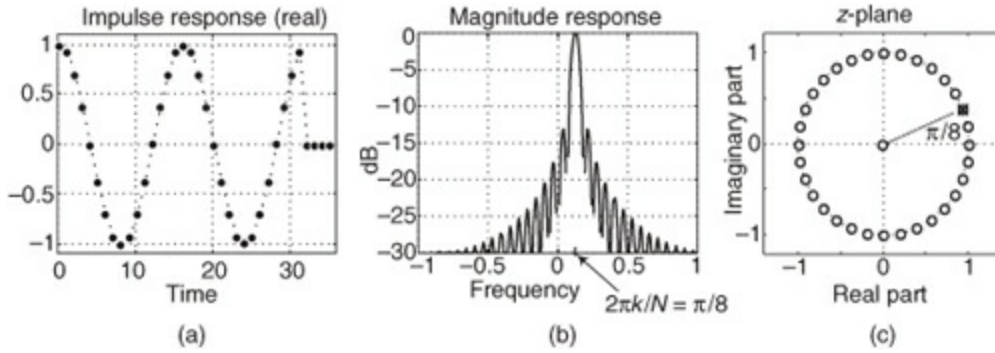 Impulse response (real)
1
0.5
0
−0.5
−1
0
10
20
30
Time
(a)
Magnitude response
0
−5
−10
−15
−20
−25
−30
dB
−1
−0.5
0
0.5
1
Frequency
2πk/N = π/8
(b)
z-plane
1
0
−1
Imaginary part
π/8
−1
0
1
Real part
(c)